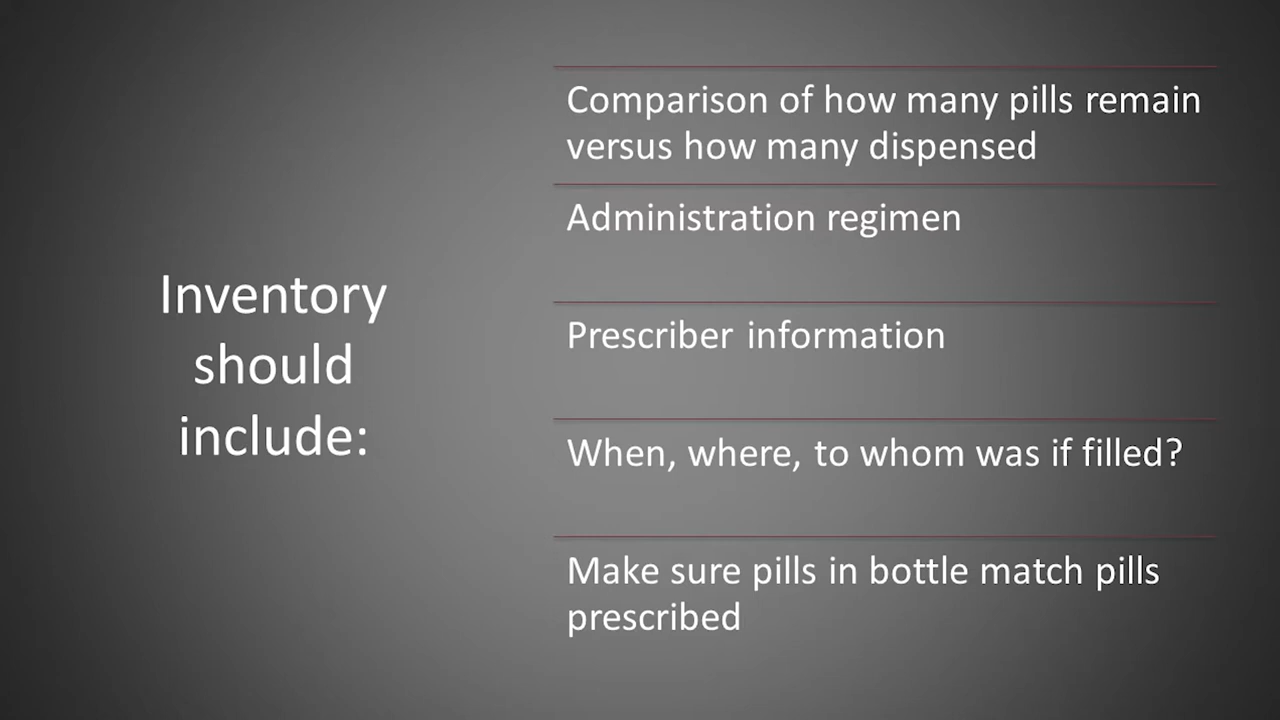 Inventory
should
include:
Comparison of how many pills remain
versus how many dispensed
Administration regimen
Prescriber information
When, where, to whom was if filled?
Make sure pills in bottle match pills
prescribed